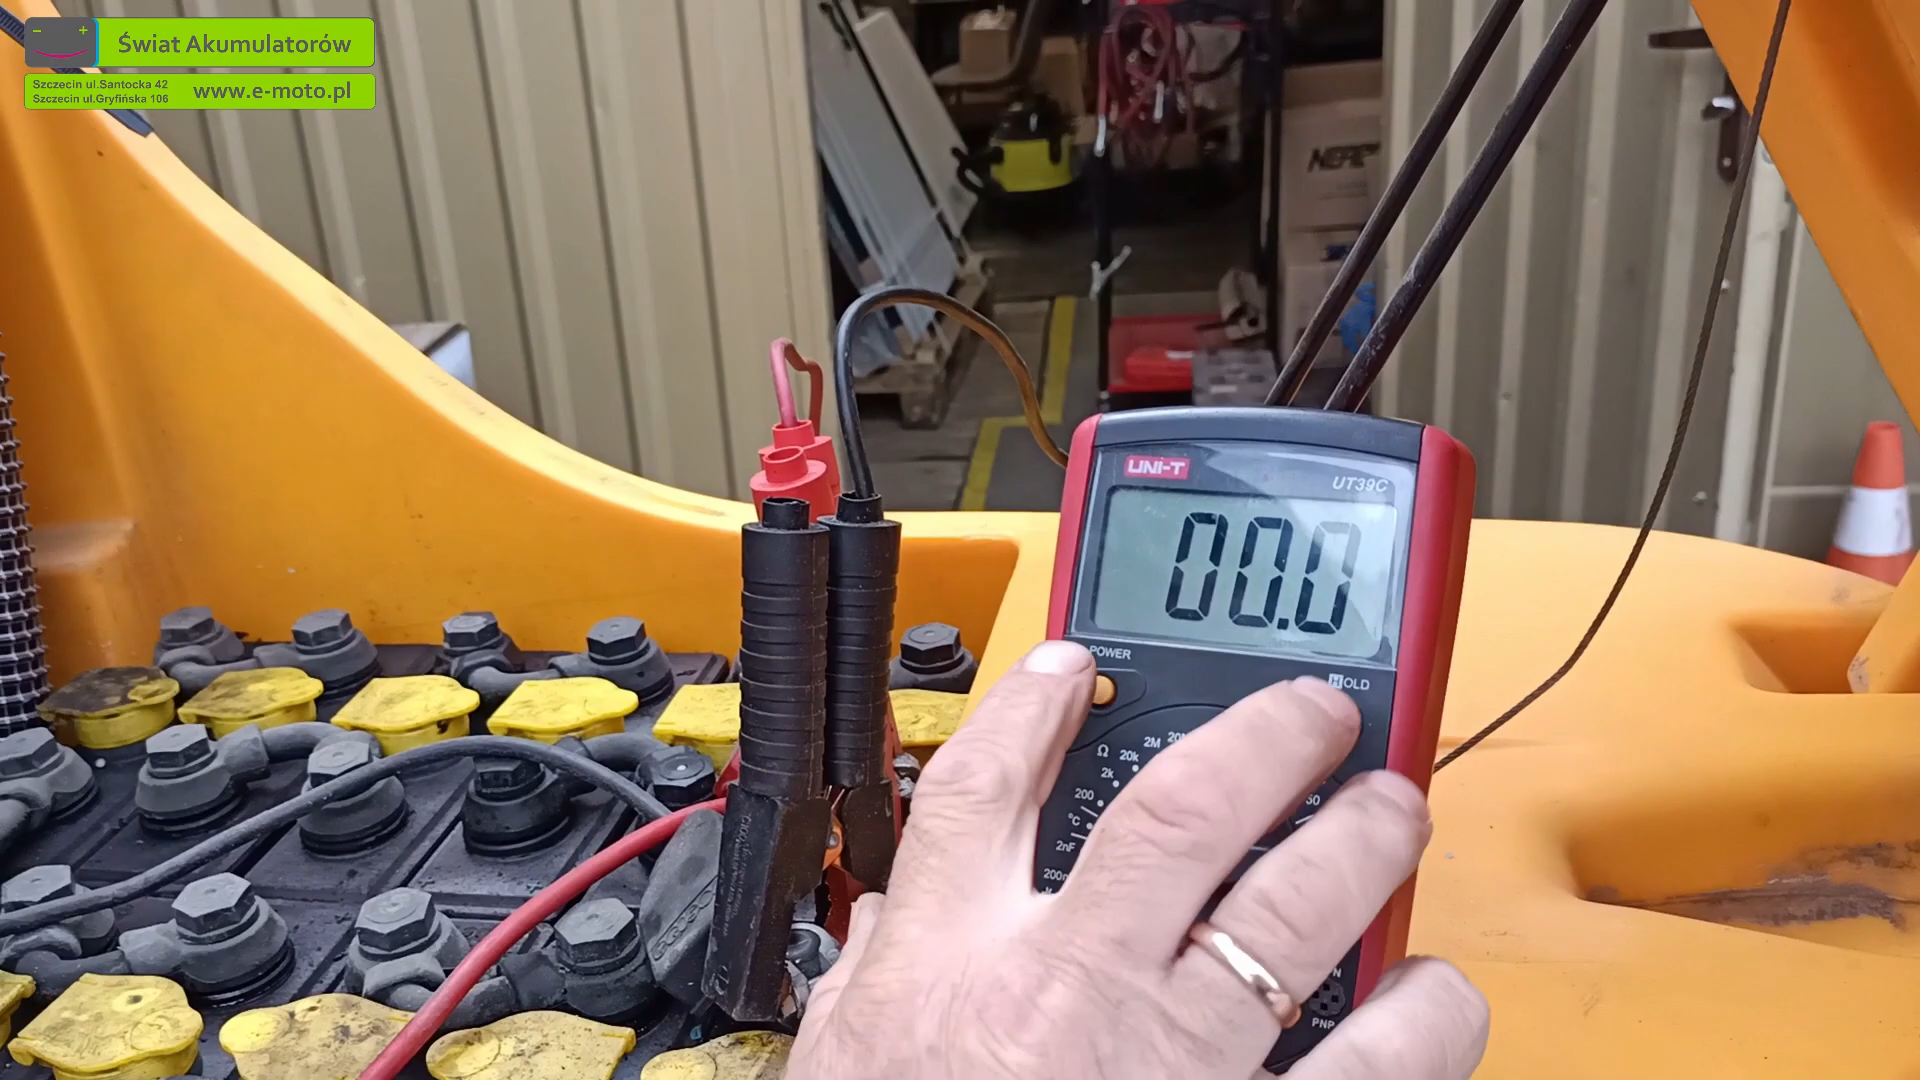 Świat Akumulatorów
Szczecin ul.Santocka 42
Szczecin ul.Gryfińska 106
www.e-moto.pl
UNI-T
UT39C
00.0
POWER
HOLD
Ω
200
2k
20k
2M
°C
2nF
PNP